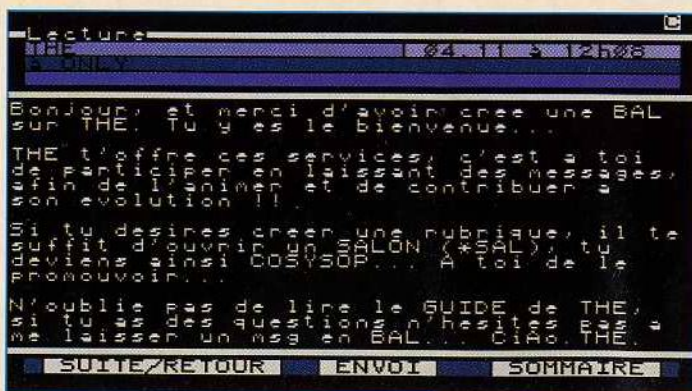 C
Lecture
THE | 04.11 à 12h08
à ONLY
Bonjour, et merci d'avoir cree une BAL
sur THE. Tu y es le bienvenue...
THE t'offre ces services, c'est a toi
de participer en laissant des messages,
afin de l'animer et de contribuer a
son evolution !!
Si tu desires creer une rubrique, il te
suffit d'ouvrir un SALON (*SAL), tu
deviens ainsi COSYSOP... A toi de le
promouvoir...
N'oublie pas de lire le GUIDE de THE,
si tu as des questions n'hesites pas a
me laisser un msg en BAL... CiAo.THE.
SUITE/RETOUR ENVOI SOMMAIRE